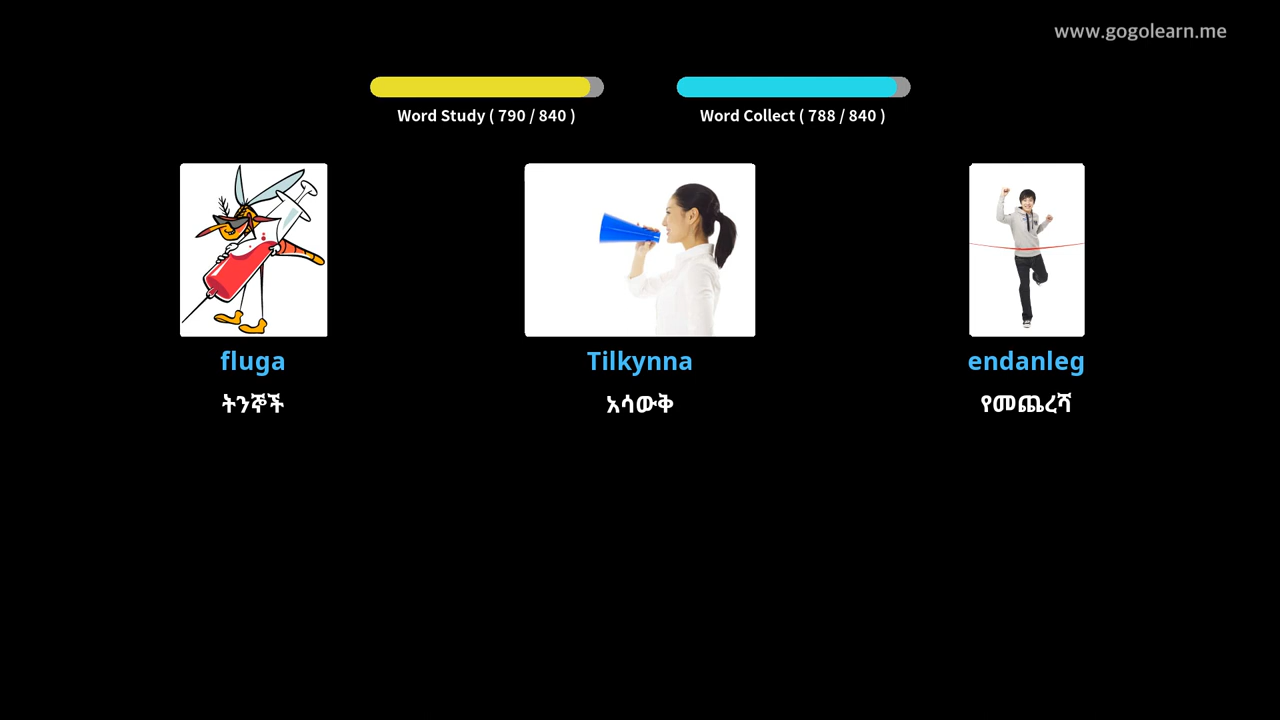 www.gogolearn.me
Word Study ( 790 / 840 )
Word Collect ( 788 / 840 )
fluga
Tilkynna
endanleg
ትንኞች
አሳውቅ
የመጨረሻ